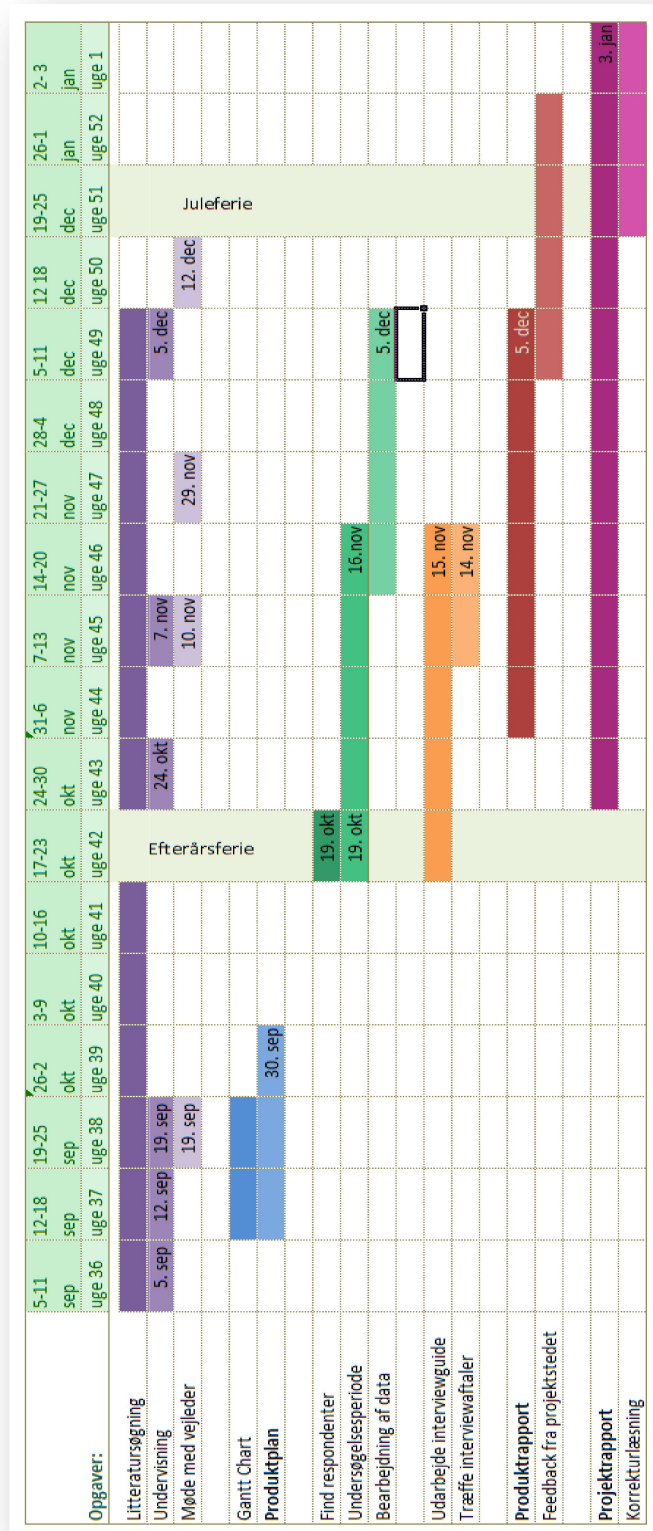 5-11 12-18 19-25 26-2 3-9 10-16 17-23 24-30 31-6 7-13 14-20 21-27 28-4 5-11 12 18 19-25 26-1 2- 3
sep sep sep okt okt okt okt okt nov nov nov nov dec dec dec dec jan jan
Opgaver: uge 36 uge 37 uge 38 uge 39 uge 40 uge 41 uge 42 uge 43 uge 44 uge 45 uge 46 uge 47 uge 48 uge 49 uge 50 uge 51 uge 52 uge 1
Litteratursøgning
Undervisning 5. sep 12. sep 19. sep 24. okt 7. nov 5. dec
Møde med vejleder 19. sep 10. nov 29. nov 12. dec
Efterårsferie Juleferie
Gantt Chart
Produktplan 30. sep
Find respondenter 19. okt
Undersøgelsesperiode 19. okt 16.nov
Bearbejdning af data 5. dec
Udarbejde interviewguide 15. nov
Træffe interviewaftaler 14. nov
Produktrapport 5. dec
Feedback fra projektstedet
Projektrapport 3. jan
Korrekturlæsning